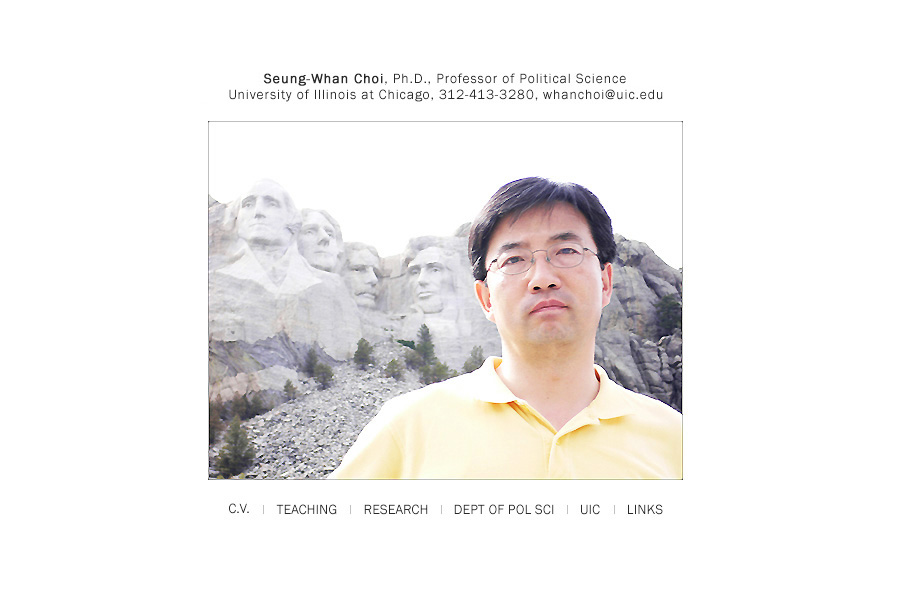 Seung-Whan Choi, Ph.D., Professor of Political Science
University of Illinois at Chicago, 312-413-3280, whanchoi@uic.edu
C.V. | TEACHING | RESEARCH | DEPT OF POL SCI | UIC | LINKS